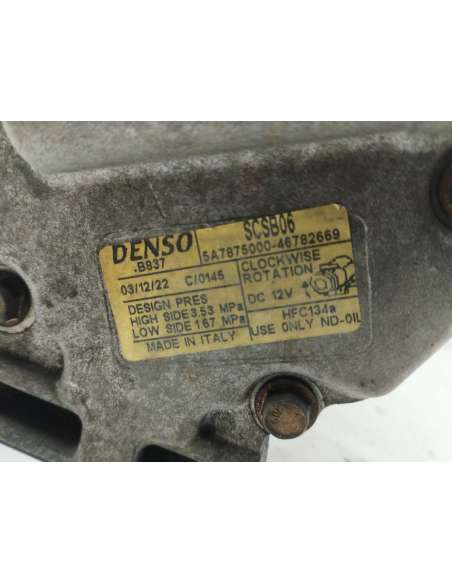 DENSO
SCSB06
.B837
5A7875000-46782669
03/12/22 C/0145
CLOCKWISE
ROTATION
DESIGN PRES
HIGH SIDE 3.53 MPa
LOW SIDE 1.67 MPa
DC 12V
HFC134a
MADE IN ITALY
USE ONLY ND-OIL